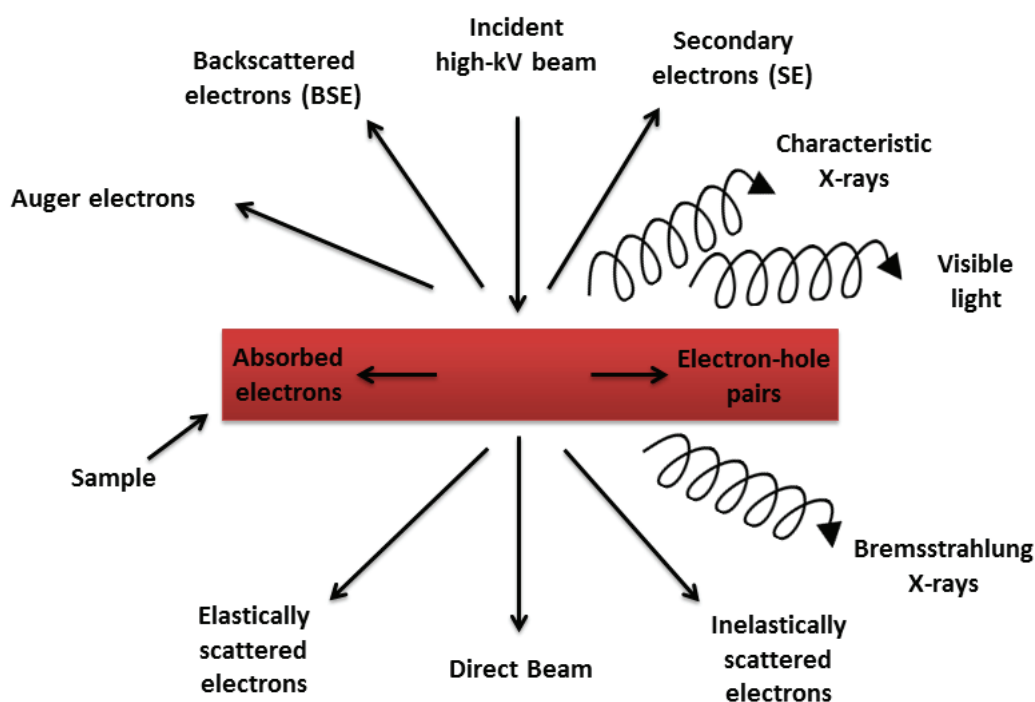 Incident
high-kV beam
Secondary
electrons (SE)
Backscattered
electrons (BSE)
Characteristic
X-rays
Auger electrons
Visible
light
Absorbed
electrons
Electron-hole
pairs
Sample
Bremsstrahlung
X-rays
Elastically
scattered
electrons
Direct Beam
Inelastically
scattered
electrons